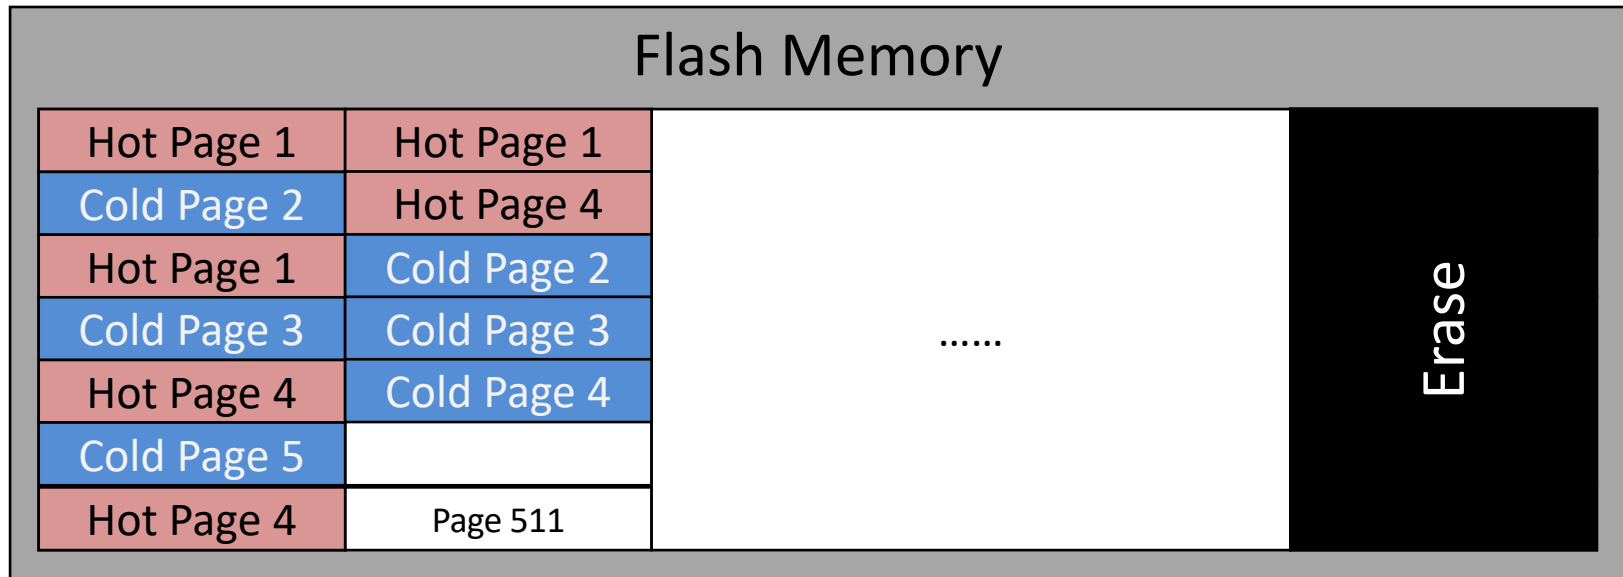 Flash Memory
Hot Page 1
Cold Page 2
Hot Page 1
Cold Page 3
Hot Page 4
Cold Page 5
Hot Page 4
Hot Page 1
Hot Page 4
Cold Page 2
Cold Page 3
Cold Page 4
Page 511
......
Erase